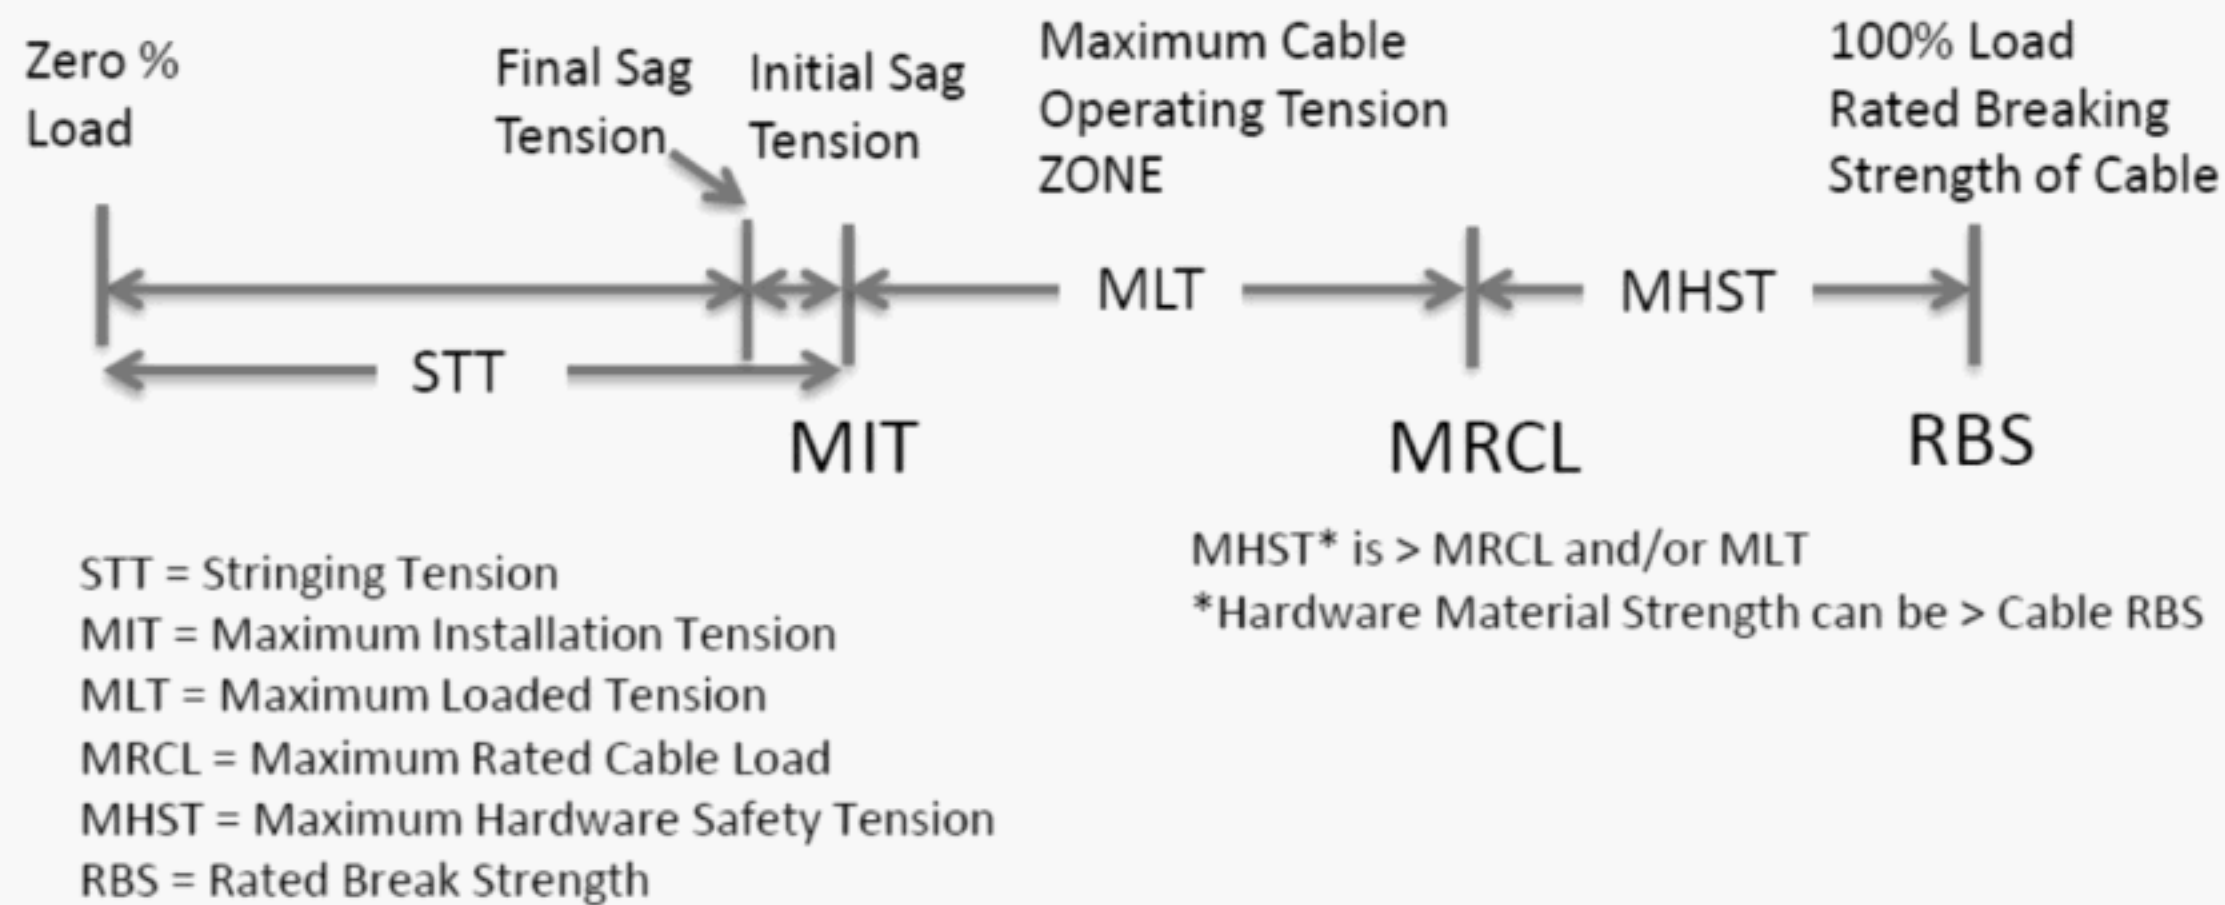 Zero %
Load
Final Sag
Tension
Initial Sag
Tension
Maximum Cable
Operating Tension
ZONE
100% Load
Rated Breaking
Strength of Cable
MLT
MHST
STT
MIT
MRCL
RBS
STT = Stringing Tension
MIT = Maximum Installation Tension
MLT = Maximum Loaded Tension
MRCL = Maximum Rated Cable Load
MHST = Maximum Hardware Safety Tension
RBS = Rated Break Strength
MHST* is > MRCL and/or MLT
*Hardware Material Strength can be > Cable RBS